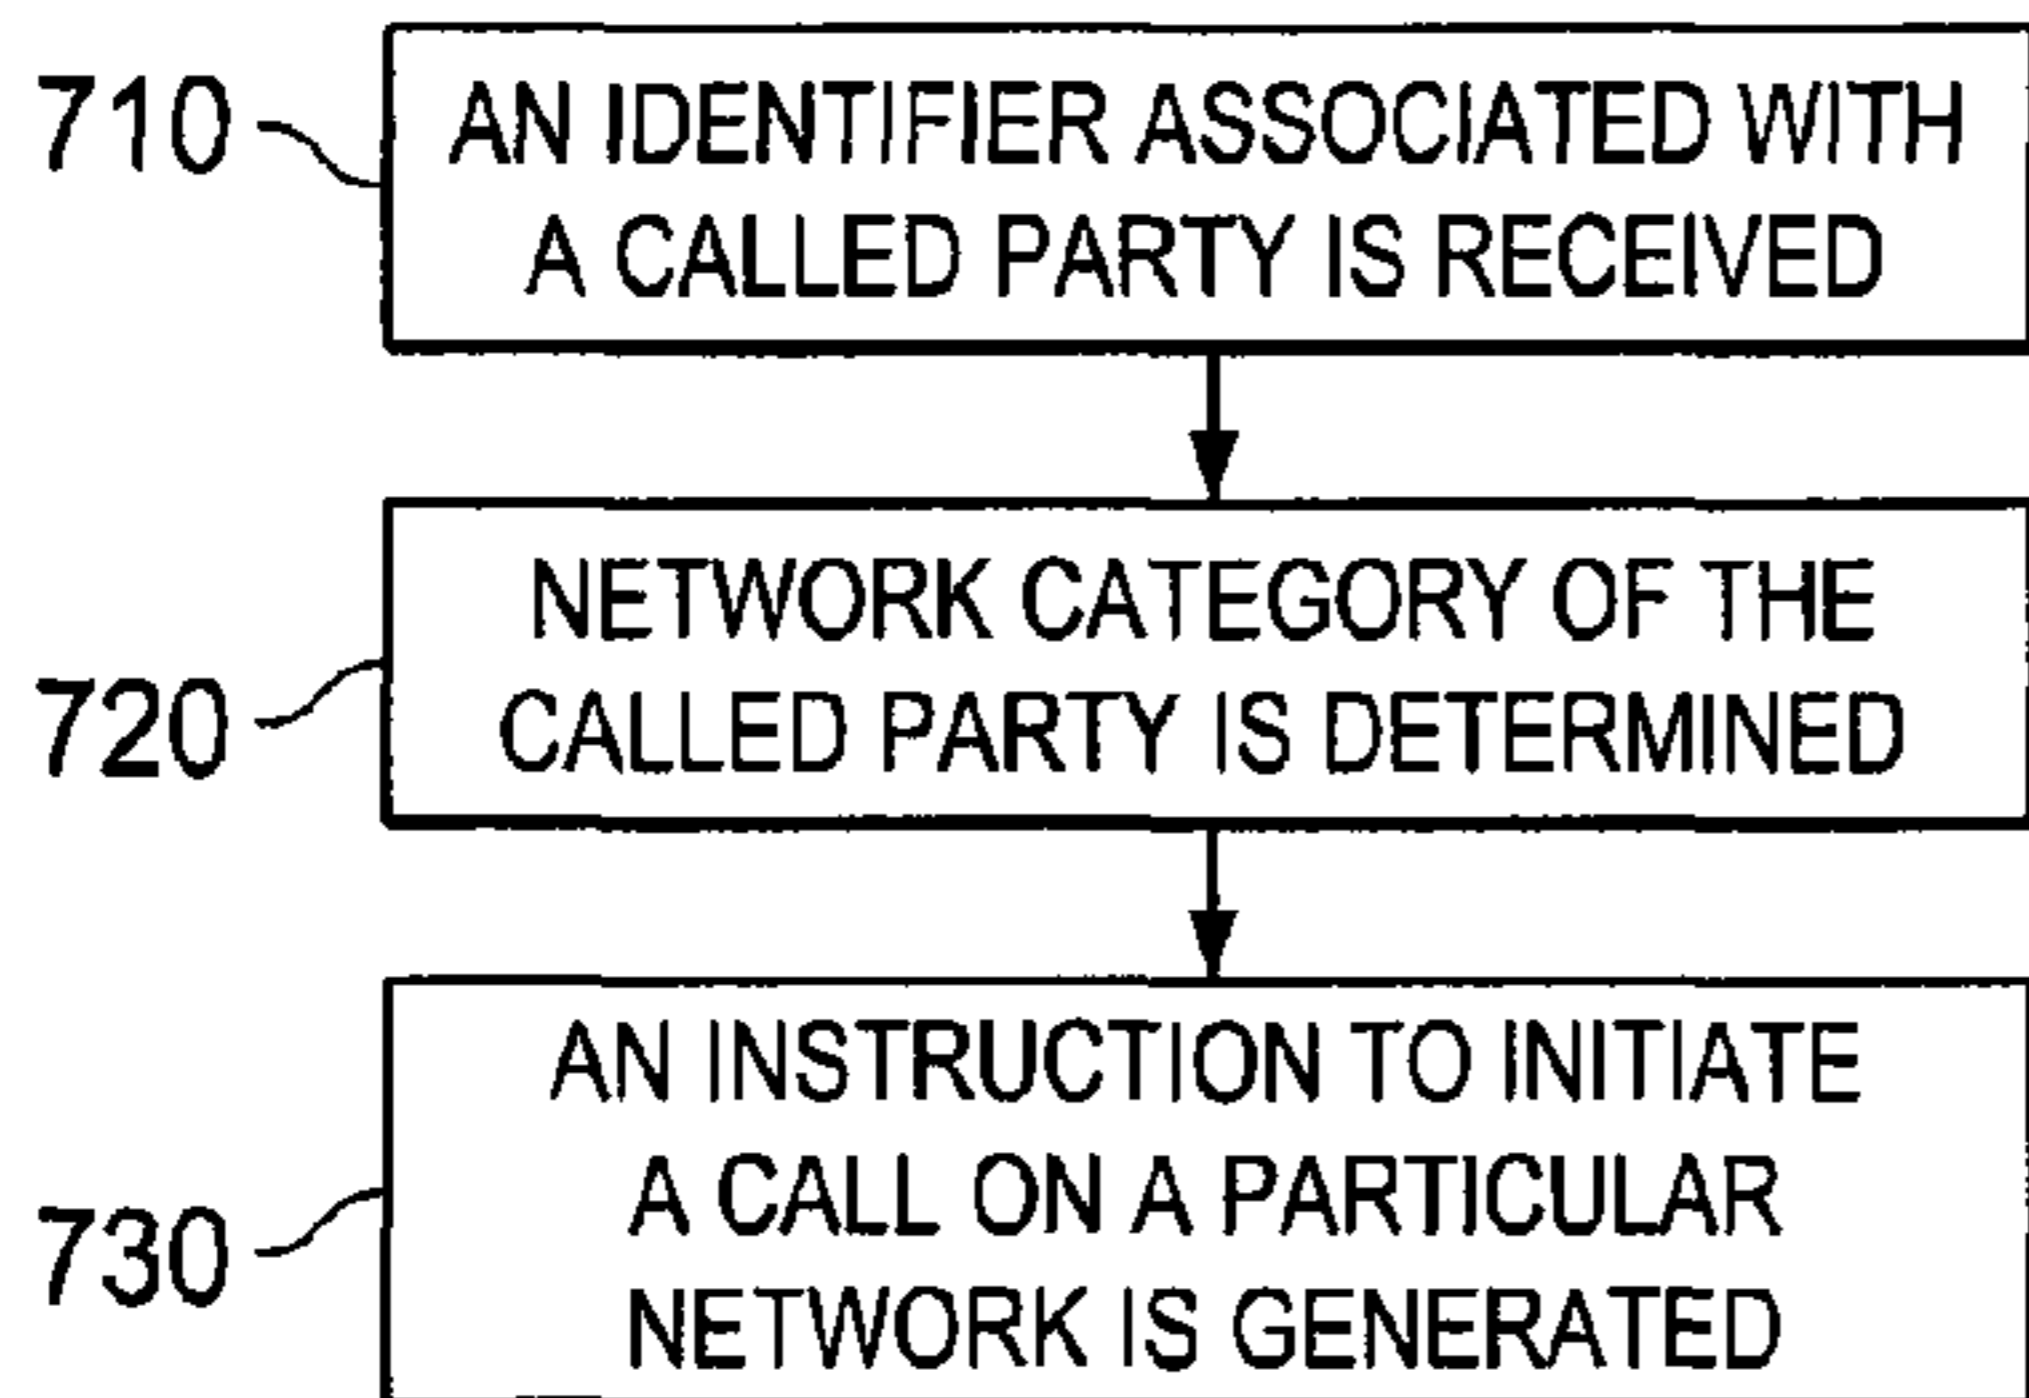 710
AN IDENTIFIER ASSOCIATED WITH
A CALLED PARTY IS RECEIVED
720
NETWORK CATEGORY OF THE
CALLED PARTY IS DETERMINED
730
AN INSTRUCTION TO INITIATE
A CALL ON A PARTICULAR
NETWORK IS GENERATED